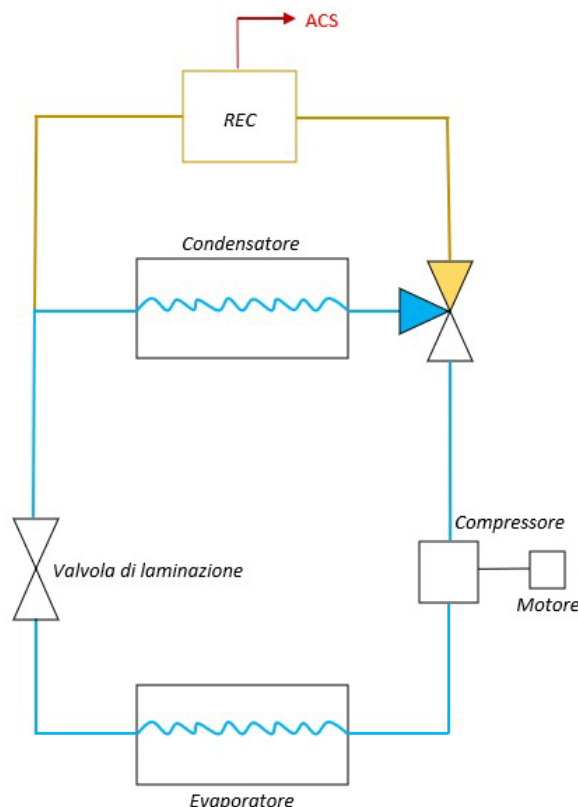 ACS
REC
Condensatore
Compressore
Valvola di laminazione
Motore
Evaporatore